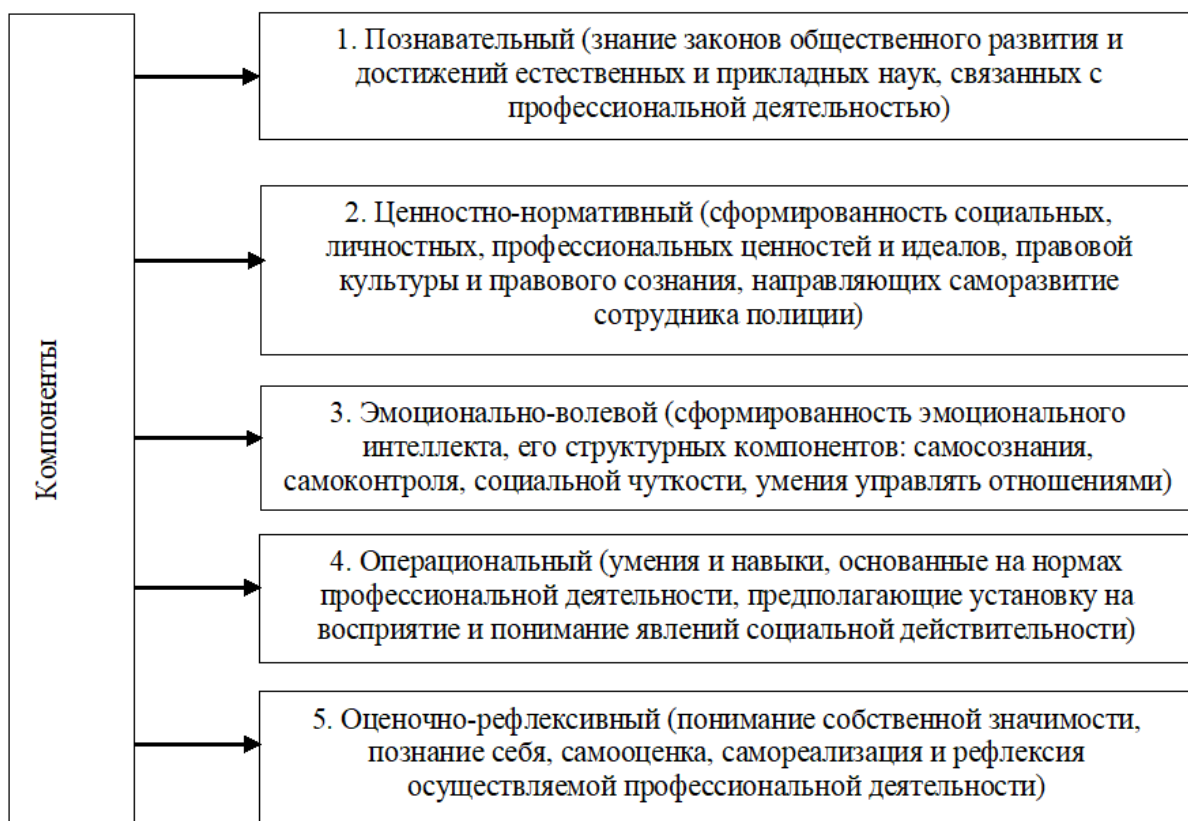 Компоненты
1. Познавательный (знание законов общественного развития и
достижений естественных и прикладных наук, связанных с
профессиональной деятельностью)
2. Ценностно-нормативный (сформированность социальных,
личностных, профессиональных ценностей и идеалов, правовой
культуры и правового сознания, направляющих саморазвитие
сотрудника полиции)
3. Эмоционально-волевой (сформированность эмоционального
интеллекта, его структурных компонентов: самосознания,
самоконтроля, социальной чуткости, умения управлять отношениями)
4. Операциональный (умения и навыки, основанные на нормах
профессиональной деятельности, предполагающие установку на
восприятие и понимание явлений социальной действительности)
5. Оценочно-рефлексивный (понимание собственной значимости,
познание себя, самооценка, самореализация и рефлексия
осуществляемой профессиональной деятельности)